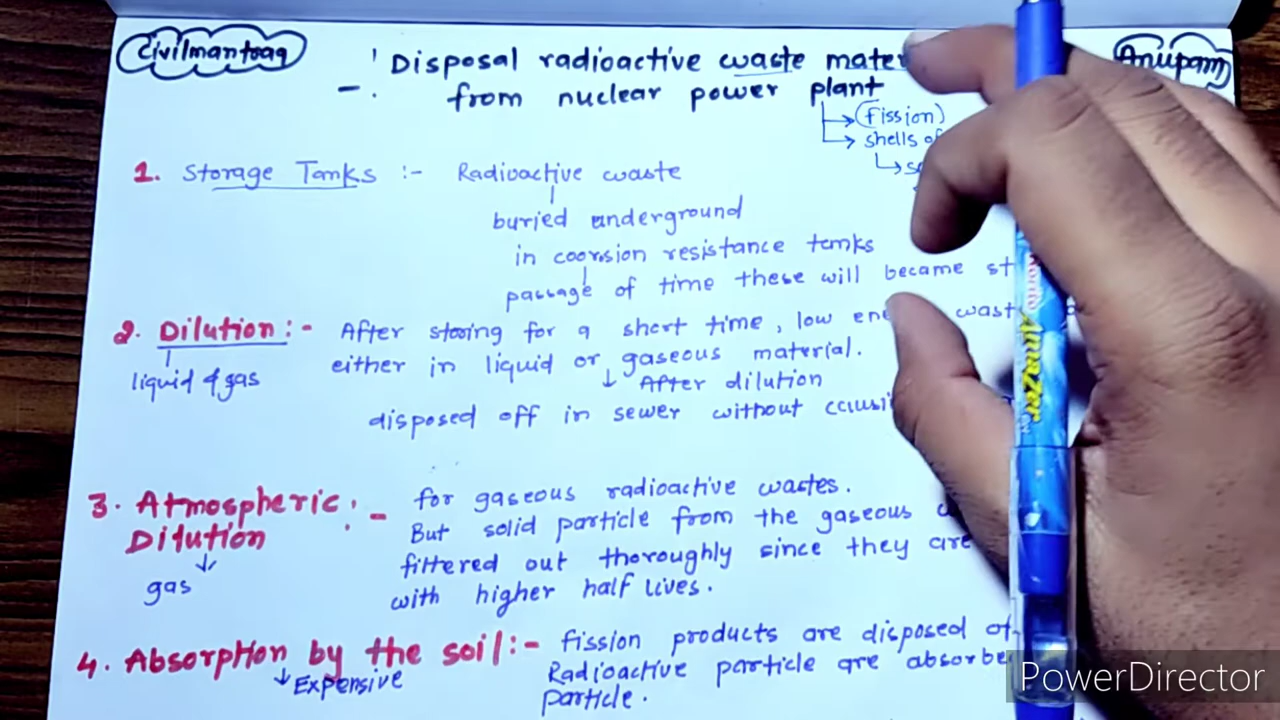 Civilmantraa
Anupam
' Disposal radioactive waste mater
- . from nuclear power plant
(Fission)
shells of
1. Storage Tanks :- Radioactive waste
buried underground
in coorsion resistance tanks
passage of time these will became st
2. Dilution :- After storing for a short time, low ene waste
liquid & gas either in liquid or gaseous material.
After dilution
disposed off in sewer without
3. Atmospheric :- for gaseous radioactive wastes.
Dilution But solid particle from the gaseous
filtered out thoroughly since they are
gas with higher half lives.
4. Absorption by the soil :- fission products are disposed of
Expensive Radioactive particle are absorbe
particle.
MONTEX AMAZER
PowerDirector